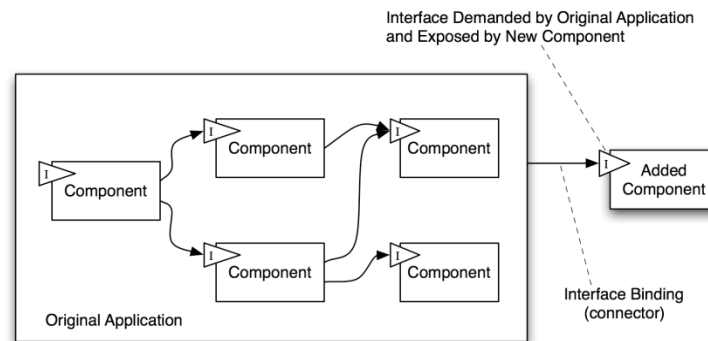 Interface Demanded by Original Application
and Exposed by New Component
I
Component
I
Component
I
Component
I
Added
Component
I
Component
I
Component
Interface Binding
(connector)
Original Application